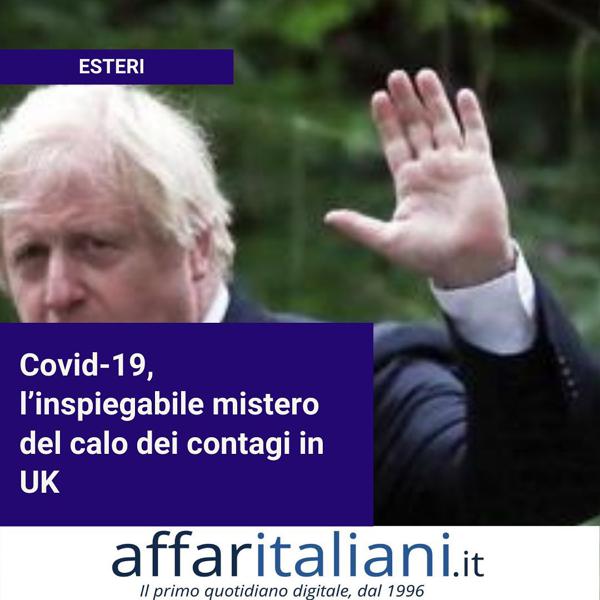 ESTERI
Covid-19,
l’inspiegabile mistero
del calo dei contagi in
UK
affaritaliani.it
Il primo quotidiano digitale, dal 1996